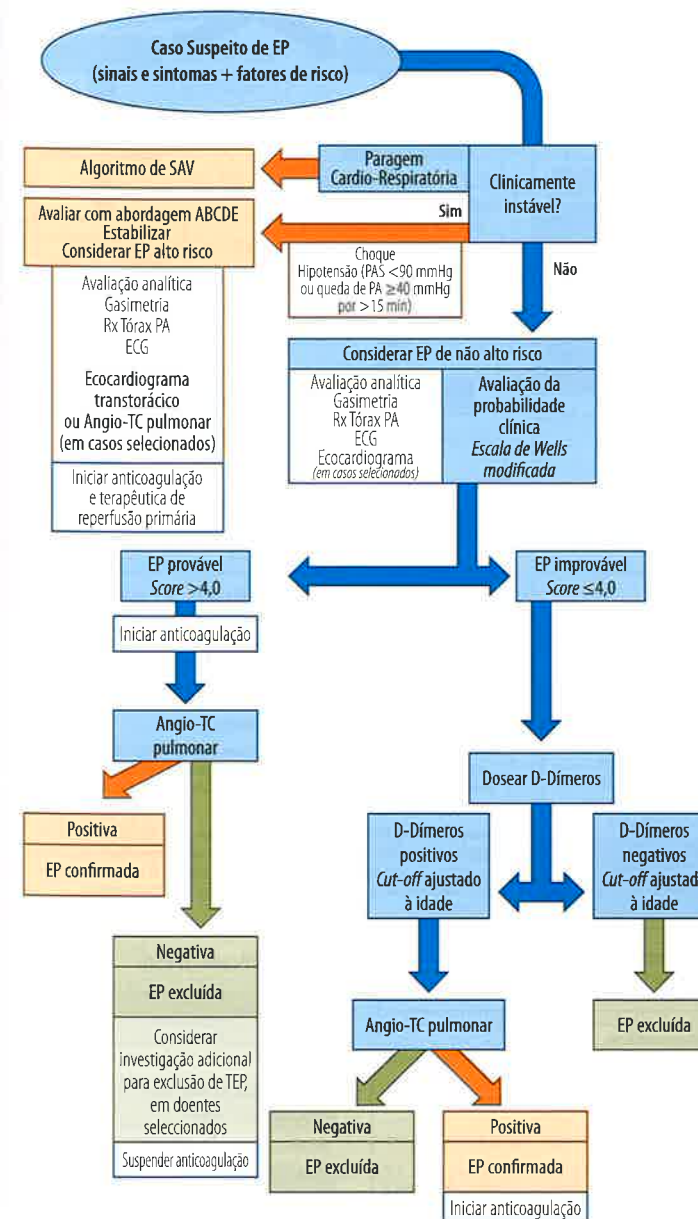 Caso Suspeito de EP
(sinais e sintomas + fatores de risco)
Algoritmo de SAV
Paragem
Cardio-Respiratória
Clinicamente
instável?
Sim
Não
Avaliar com abordagem ABCDE
Estabilizar
Considerar EP alto risco
Choque
Hipotensão (PAS <90 mmHg
ou queda de PA ≥40 mmHg
por >15 min)
Avaliação analítica
Gasimetria
Rx Tórax PA
ECG
Ecocardiograma
transtorácico
ou Angio-TC pulmonar
(em casos selecionados)
Iniciar anticoagulação
e terapêutica de
reperfusão primária
Considerar EP de não alto risco
Avaliação analítica
Gasimetria
Rx Tórax PA
ECG
Ecocardiograma
(em casos selecionados)
Avaliação da
probabilidade
clínica
Escala de Wells
modificada
EP provável
Score >4,0
EP improvável
Score ≤4,0
Iniciar anticoagulação
Angio-TC
pulmonar
Dosear D-Dímeros
Positiva
EP confirmada
D-Dímeros
positivos
Cut-off ajustado
à idade
D-Dímeros
negativos
Cut-off ajustad
à idade
Negativa
EP excluída
Considerar
investigação adicional
para exclusão de TEP,
em doentes
seleccionados
Suspender anticoagulação
Angio-TC pulmonar
EP excluída
Negativa
EP excluída
Positiva
EP confirmada
Iniciar anticoagulação